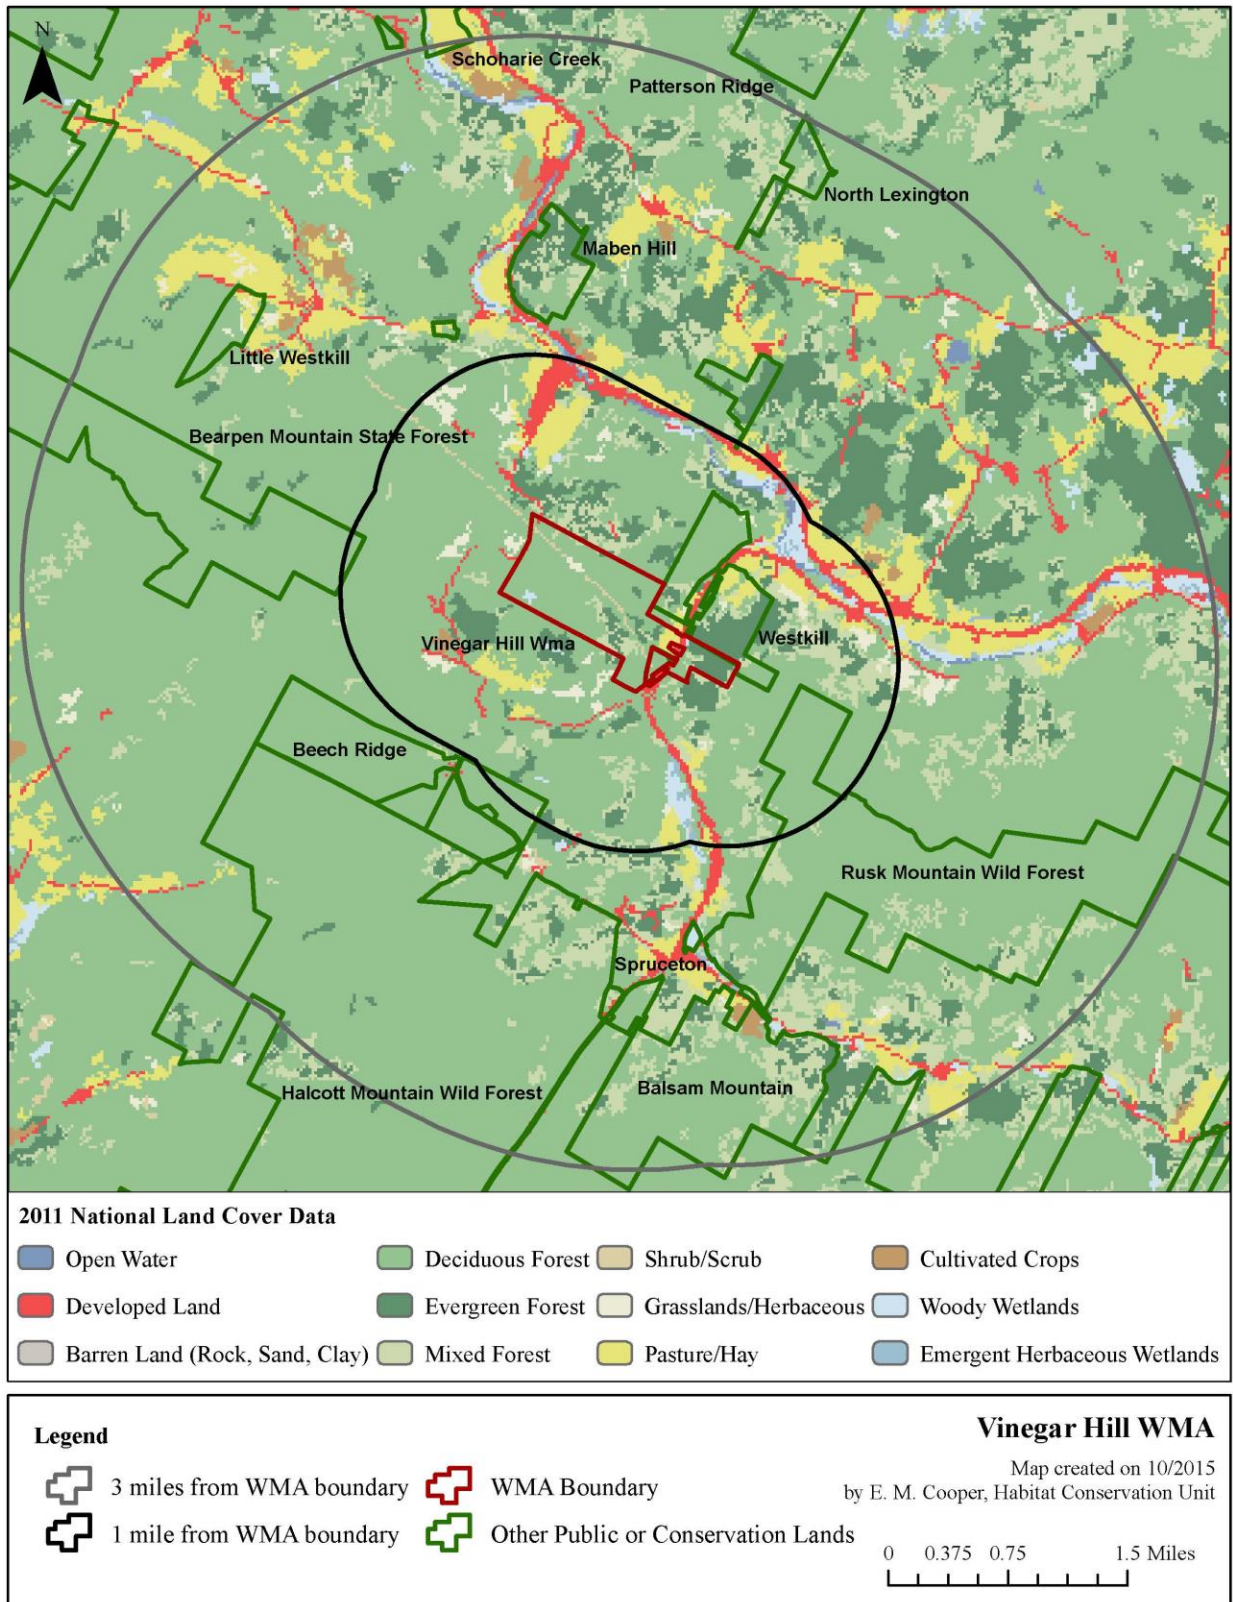 N
Schoharie Creek
Patterson Ridge
North Lexington
Maben Hill
Little Westkill
Bearpen Mountain State Forest
Vinegar Hill Wma
Westkill
Beech Ridge
Rusk Mountain Wild Forest
Spruceton
Halcott Mountain Wild Forest
Balsam Mountain
2011 National Land Cover Data
Open Water
Deciduous Forest
Shrub/Scrub
Cultivated Crops
Developed Land
Evergreen Forest
Grasslands/Herbaceous
Woody Wetlands
Barren Land (Rock, Sand, Clay)
Mixed Forest
Pasture/Hay
Emergent Herbaceous Wetlands
Legend
3 miles from WMA boundary
WMA Boundary
1 mile from WMA boundary
Other Public or Conservation Lands
Vinegar Hill WMA
Map created on 10/2015
by E. M. Cooper, Habitat Conservation Unit
0 0.375 0.75 1.5 Miles